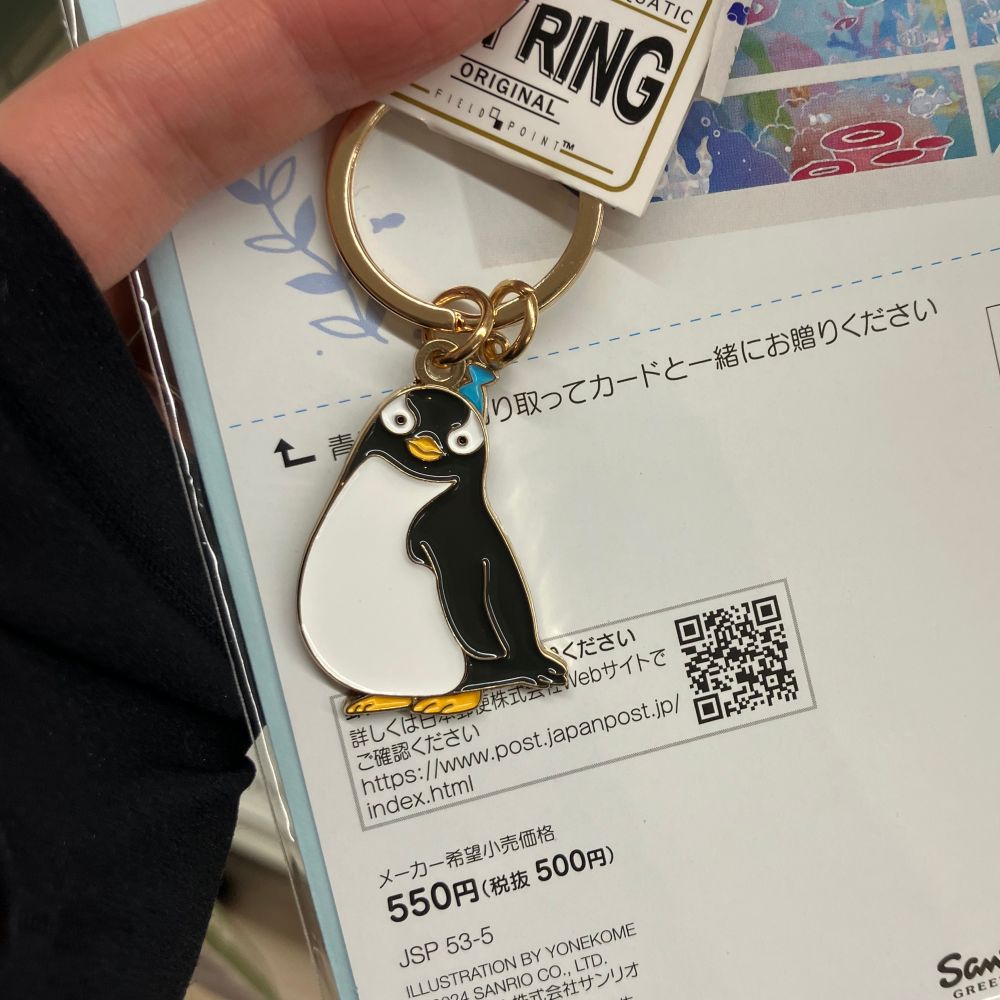 RING
ORIGINAL
FIELD POINT™
り取ってカードと一緒にお贈りください
ください
詳しくは日本郵便株式会社Webサイトで
ご確認ください
https://www.post.japanpost.jp/
index.html
メーカー希望小売価格
550円(税抜 500円)
JSP 53-5
ILLUSTRATION BY YONEKOME
2024 SANRIO CO., LTD.
株式会社サンリオ